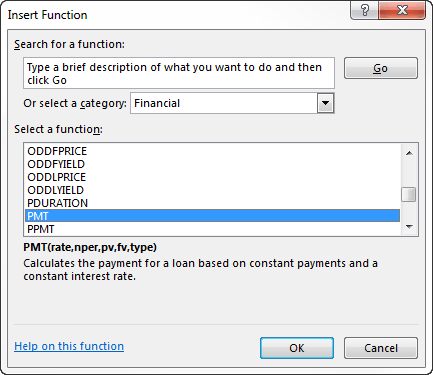 Insert Function
?
Search for a function:
Type a brief description of what you want to do and then
click Go
Go
Or select a category: Financial
Select a function:
ODDFPRICE
ODDFYIELD
ODDLPRICE
ODDLYIELD
PDURATION
PMT
PPMT
PMT(rate,nper,pv,fv,type)
Calculates the payment for a loan based on constant payments and a
constant interest rate.
Help on this function
OK
Cancel